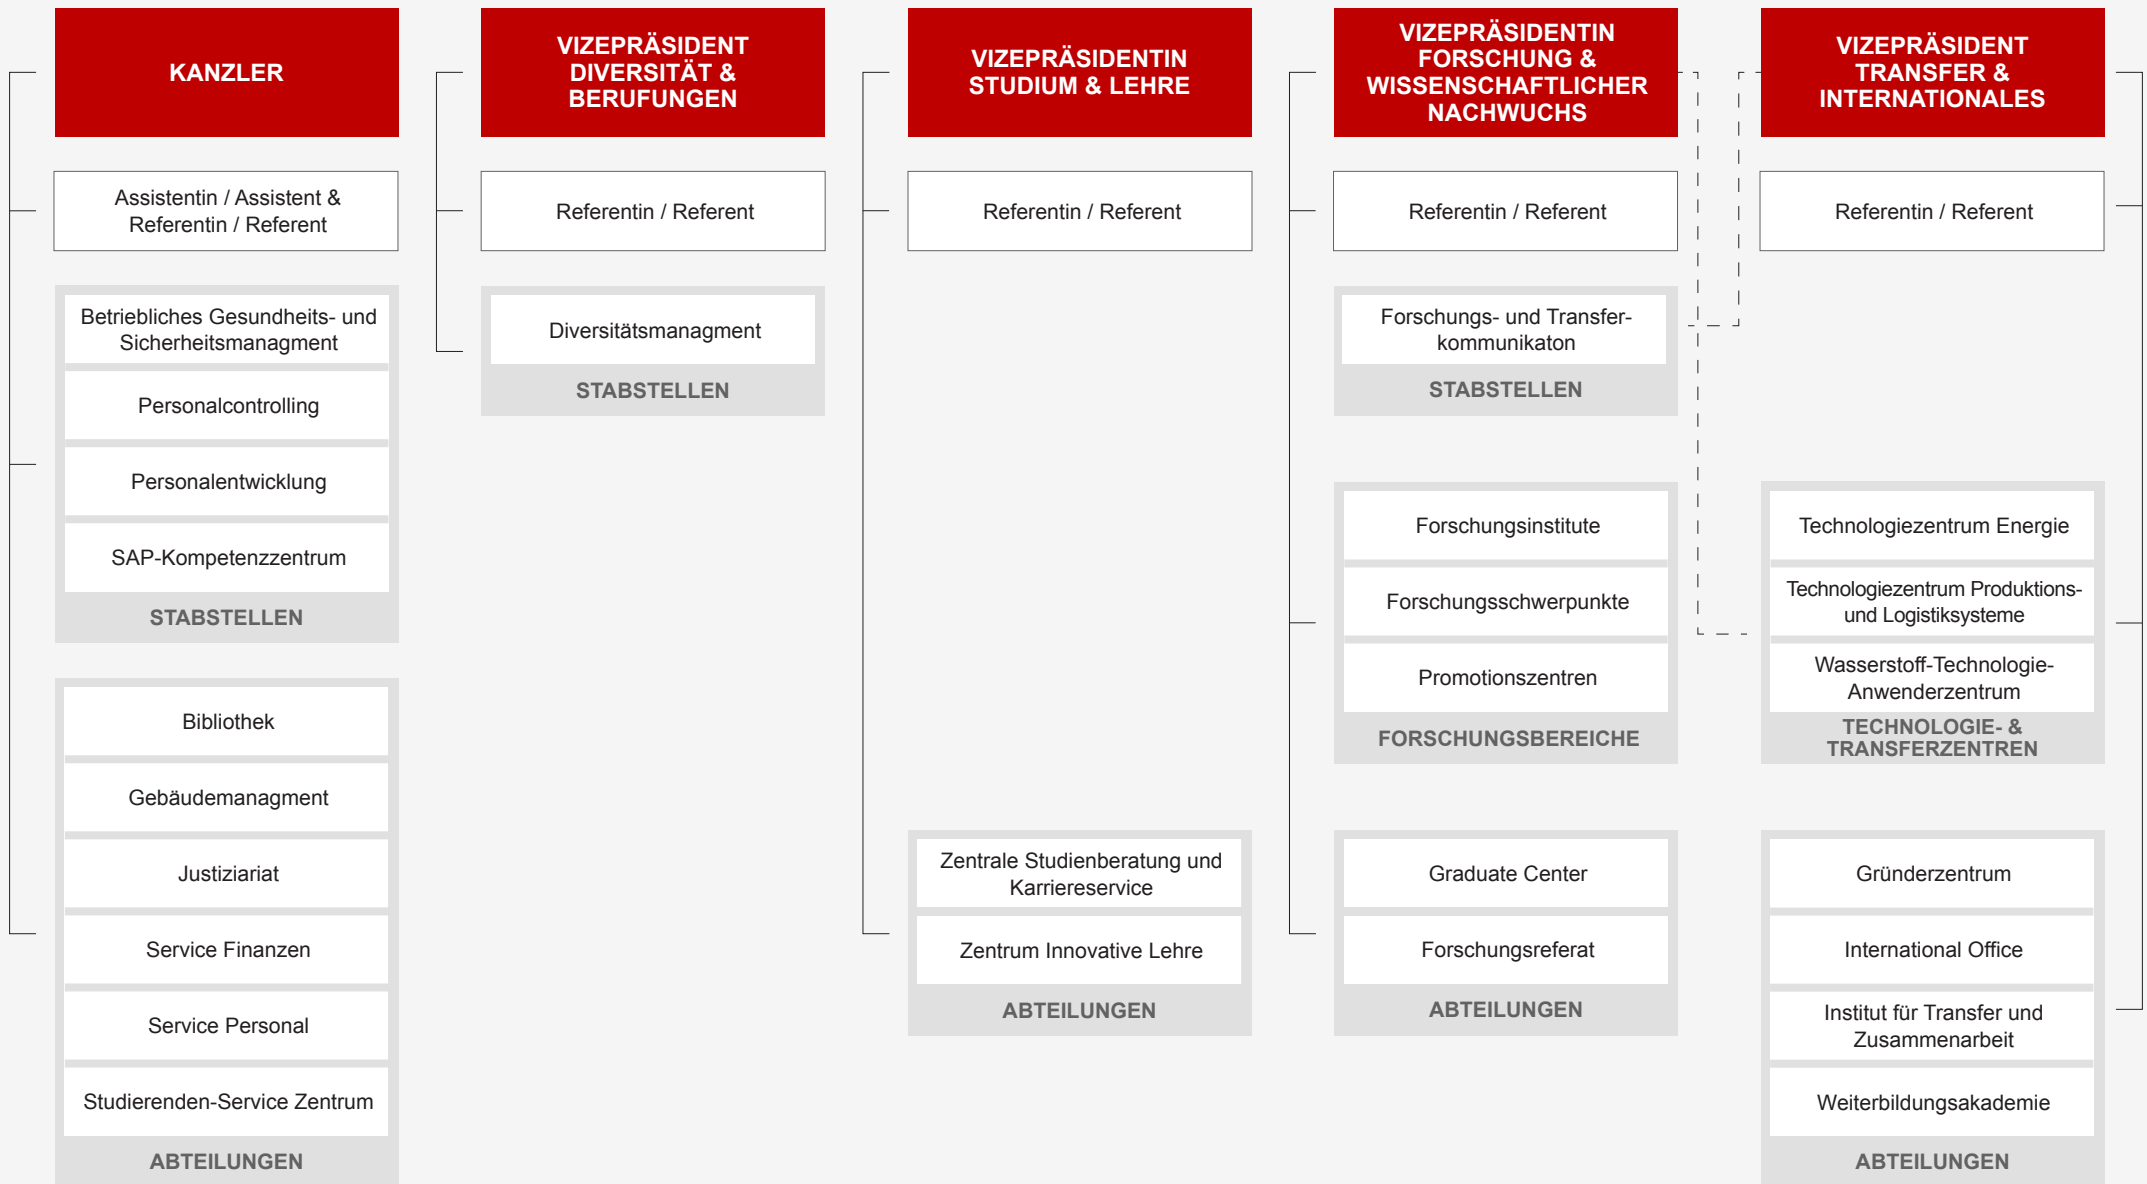 KANZLER
Assistentin / Assistent &
Referentin / Referent
Betriebliches Gesundheits- und
Sicherheitsmanagment
Personalcontrolling
Personalentwicklung
SAP-Kompetenzzentrum
STABSTELLEN
Bibliothek
Gebäudemanagment
Justiziariat
Service Finanzen
Service Personal
Studierenden-Service Zentrum
ABTEILUNGEN
VIZEPRÄSIDENT
DIVERSITÄT &
BERUFUNGEN
Referentin / Referent
Diversitätsmanagment
STABSTELLEN
VIZEPRÄSIDENTIN
STUDIUM & LEHRE
Referentin / Referent
Zentrale Studienberatung und
Karriereservice
Zentrum Innovative Lehre
ABTEILUNGEN
VIZEPRÄSIDENTIN
FORSCHUNG &
WISSENSCHAFTLICHER
NACHWUCHS
Referentin / Referent
Forschungs- und Transfer-
kommunikaton
STABSTELLEN
Forschungsinstitute
Forschungsschwerpunkte
Promotionszentren
FORSCHUNGSBEREICHE
Graduate Center
Forschungsreferat
ABTEILUNGEN
VIZEPRÄSIDENT
TRANSFER &
INTERNATIONALES
Referentin / Referent
Technologiezentrum Energie
Technologiezentrum Produktions-
und Logistiksysteme
Wasserstoff-Technologie-
Anwenderzentrum
TECHNOLOGIE- &
TRANSFERZENTREN
Gründerzentrum
International Office
Institut für Transfer und
Zusammenarbeit
Weiterbildungsakademie
ABTEILUNGEN